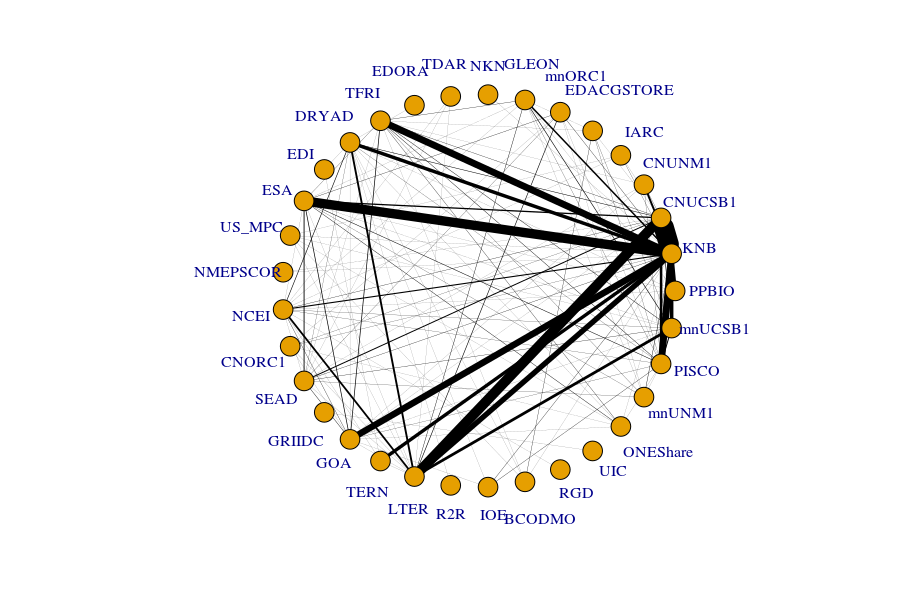 TDAR
NKN
GLEON
EDORA
mnORC1
TFRI
EDACGSTORE
DRYAD
IARC
EDI
CNUNM1
ESA
CNUCSB1
US_MPC
KNB
NMEPSCOR
PPBIO
NCEI
mnUCSB1
CNORC1
PISCO
SEAD
mnUNM1
GRIIDC
ONEShare
GOA
UIC
TERN
RGD
LTER
R2R
IOE
BCODMO